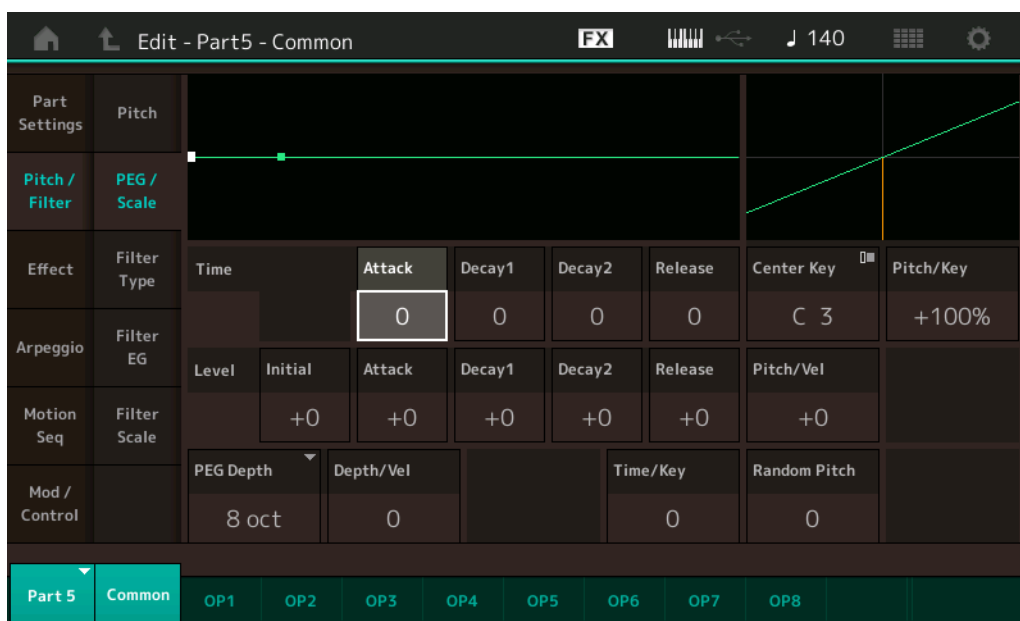 Edit - Part5 - Common
FX
♩ 140
Part Settings
Pitch / Filter
Effect
Arpeggio
Motion Seq
Mod / Control
Pitch
PEG / Scale
Filter Type
Filter EG
Filter Scale
Time
Attack
Decay1
Decay2
Release
Center Key
Pitch/Key
0
0
0
0
C 3
+100%
Level
Initial
Attack
Decay1
Decay2
Release
Pitch/Vel
+0
+0
+0
+0
+0
+0
PEG Depth
Depth/Vel
Time/Key
Random Pitch
8 oct
0
0
0
Part 5
Common
OP1
OP2
OP3
OP4
OP5
OP6
OP7
OP8